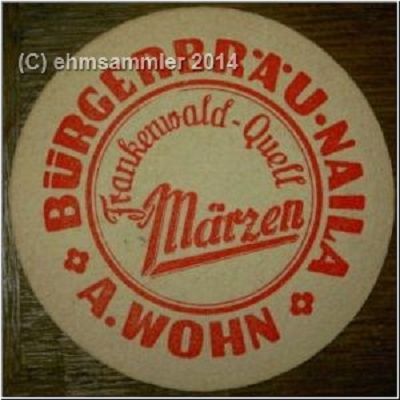 (C) ehmsammler 2014
BÜRGERBRÄU·NAILA
Frankenwald-Quell
Märzen
A.WOHN